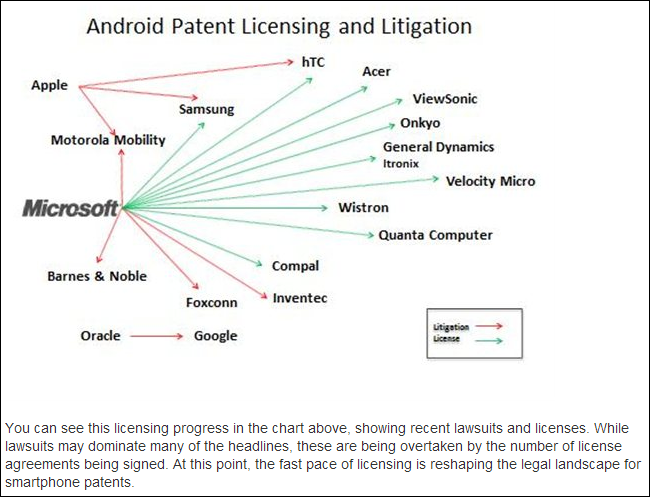 Android Patent Licensing and Litigation
hTC
Apple
Acer
Samsung
ViewSonic
Onkyo
Motorola Mobility
General Dynamics
Itronix
Velocity Micro
Microsoft
Wistron
Quanta Computer
Barnes & Noble
Compal
Foxconn
Inventec
Oracle
Google
Litigation
License
You can see this licensing progress in the chart above, showing recent lawsuits and licenses. While
lawsuits may dominate many of the headlines, these are being overtaken by the number of license
agreements being signed. At this point, the fast pace of licensing is reshaping the legal landscape for
smartphone patents.